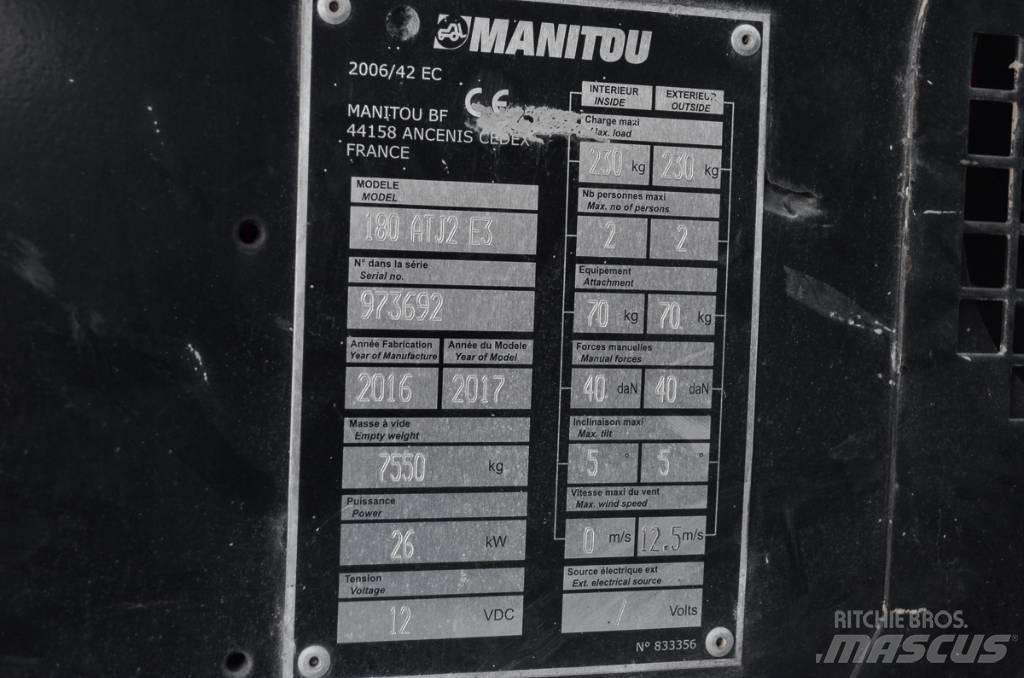 MANITOU
2006/42 EC
CE
MANITOU BF
44158 ANCENIS CEDEX
FRANCE
MODELE
MODEL
180 ATJ2 E3
N° dans la série
Serial no.
973692
Année Fabrication
Year of Manufacture
Année du Modele
Year of Model
2016
2017
Masse à vide
Empty weight
7550 kg
Puissance
Power
26 kW
Tension
Voltage
12 VDC
INTERIEUR
INSIDE
EXTERIEUR
OUTSIDE
Charge maxi
Max. load
230 kg
230 kg
Nb personnes maxi
Max. no of persons
2
2
Equipement
Attachment
70 kg
70 kg
Forces manuelles
Manual forces
40 daN
40 daN
Inclinaison maxi
Max. tilt
5 °
5 °
Vitesse maxi du vent
Max. wind speed
0 m/s
12.5 m/s
Source électrique ext
Ext. electrical source
/ Volts
N° 833356
RITCHIE BROS.
MASCUS